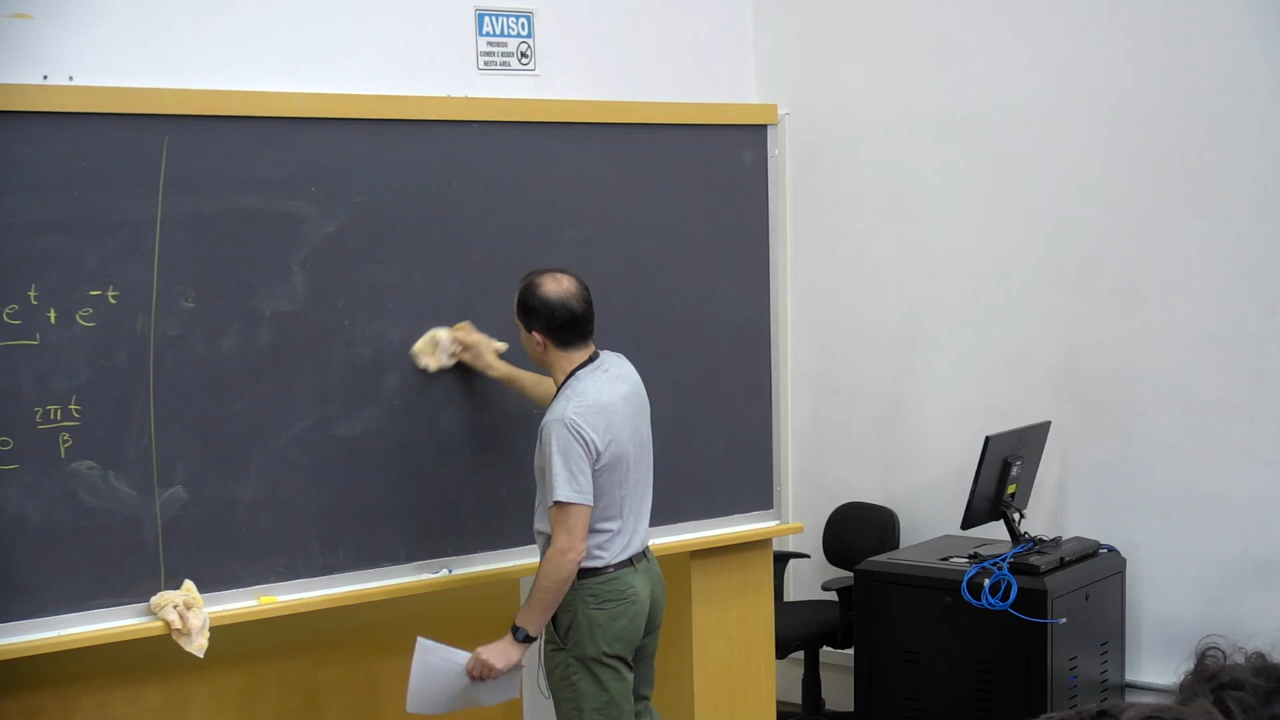 AVISO
PROIBIDO
COMER E BEBER
NESTA ÁREA.
e^t + e^-t
2πt
β